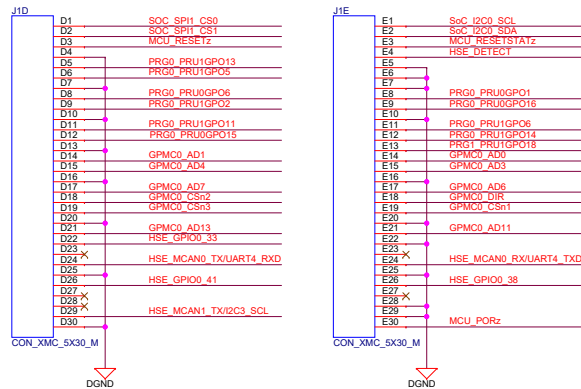 J1D
D1 SOC_SPI1_CS0
D2 SOC_SPI1_CS1
D3 MCU_RESETz
D4
D5 PRG0_PRU1GPO13
D6 PRG0_PRU1GPO5
D7
D8 PRG0_PRU0GPO6
D9 PRG0_PRU1GPO2
D10
D11 PRG0_PRU1GPO11
D12 PRG0_PRU0GPO15
D13
D14 GPMC0_AD1
D15 GPMC0_AD4
D16
D17 GPMC0_AD7
D18 GPMC0_CSn2
D19 GPMC0_CSn3
D20
D21 GPMC0_AD13
D22 HSE_GPIO0_33
D23
D24 HSE_MCAN0_TX/UART4_RXD
D25
D26 HSE_GPIO0_41
D27
D28
D29 HSE_MCAN1_TX/I2C3_SCL
D30
CON_XMC_5X30_M
DGND
J1E
E1 SoC_I2C0_SCL
E2 SoC_I2C0_SDA
E3 MCU_RESETSTATz
E4 HSE_DETECT
E5
E6
E7
E8 PRG0_PRU0GPO1
E9 PRG0_PRU0GPO16
E10
E11 PRG0_PRU1GPO6
E12 PRG0_PRU1GPO14
E13 PRG1_PRU1GPO18
E14 GPMC0_AD0
E15 GPMC0_AD3
E16
E17 GPMC0_AD6
E18 GPMC0_DIR
E19 GPMC0_CSn1
E20
E21 GPMC0_AD11
E22
E23
E24 HSE_MCAN0_RX/UART4_TXD
E25
E26 HSE_GPIO0_38
E27
E28
E29
E30 MCU_PORz
CON_XMC_5X30_M
DGND